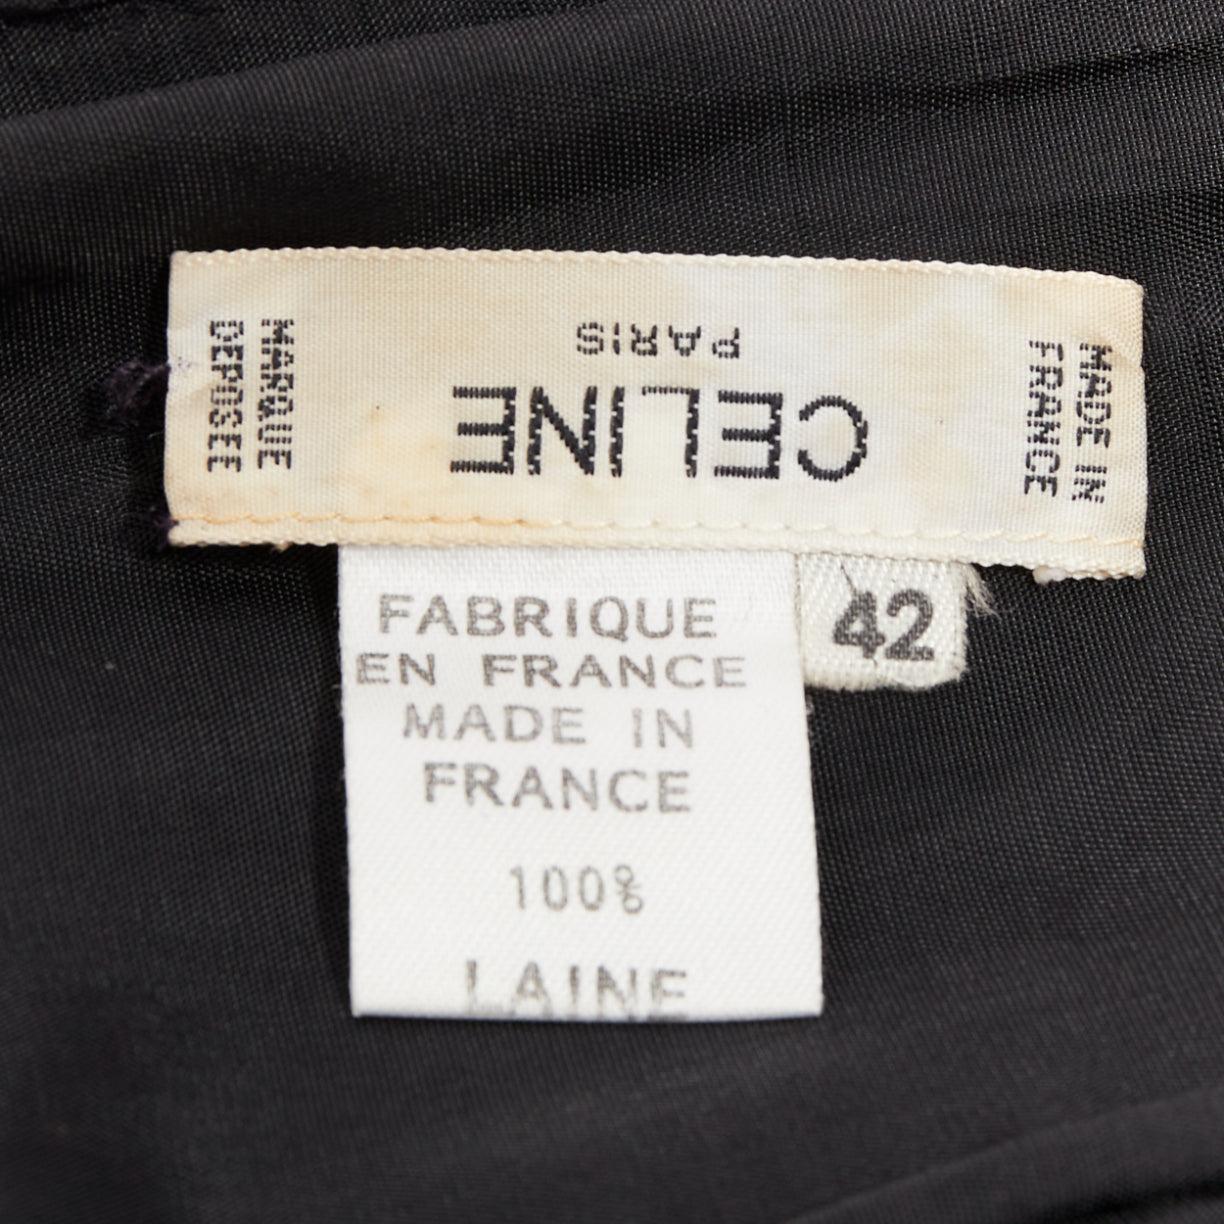 MADE IN
FRANCE
CELINE
PARIS
MARQUE
DEPOSEE
42
FABRIQUE
EN FRANCE
MADE IN
FRANCE
100%
LAINE